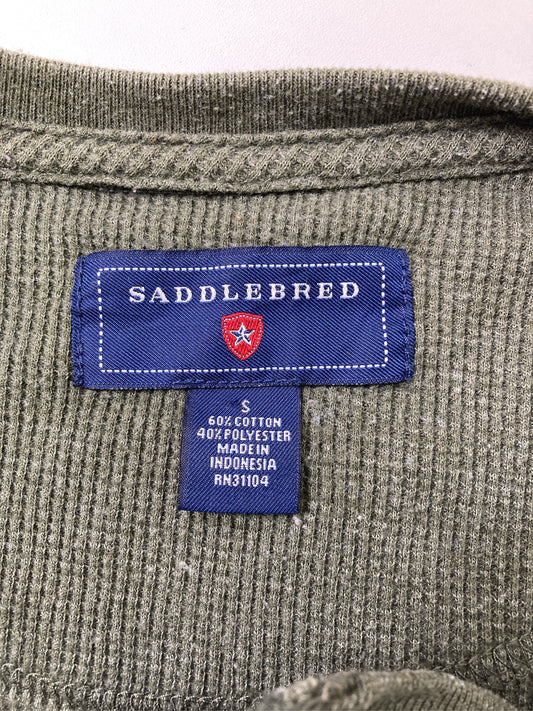 SADDLEBRED
S
60% COTTON
40% POLYESTER
MADE IN
INDONESIA
RN31104